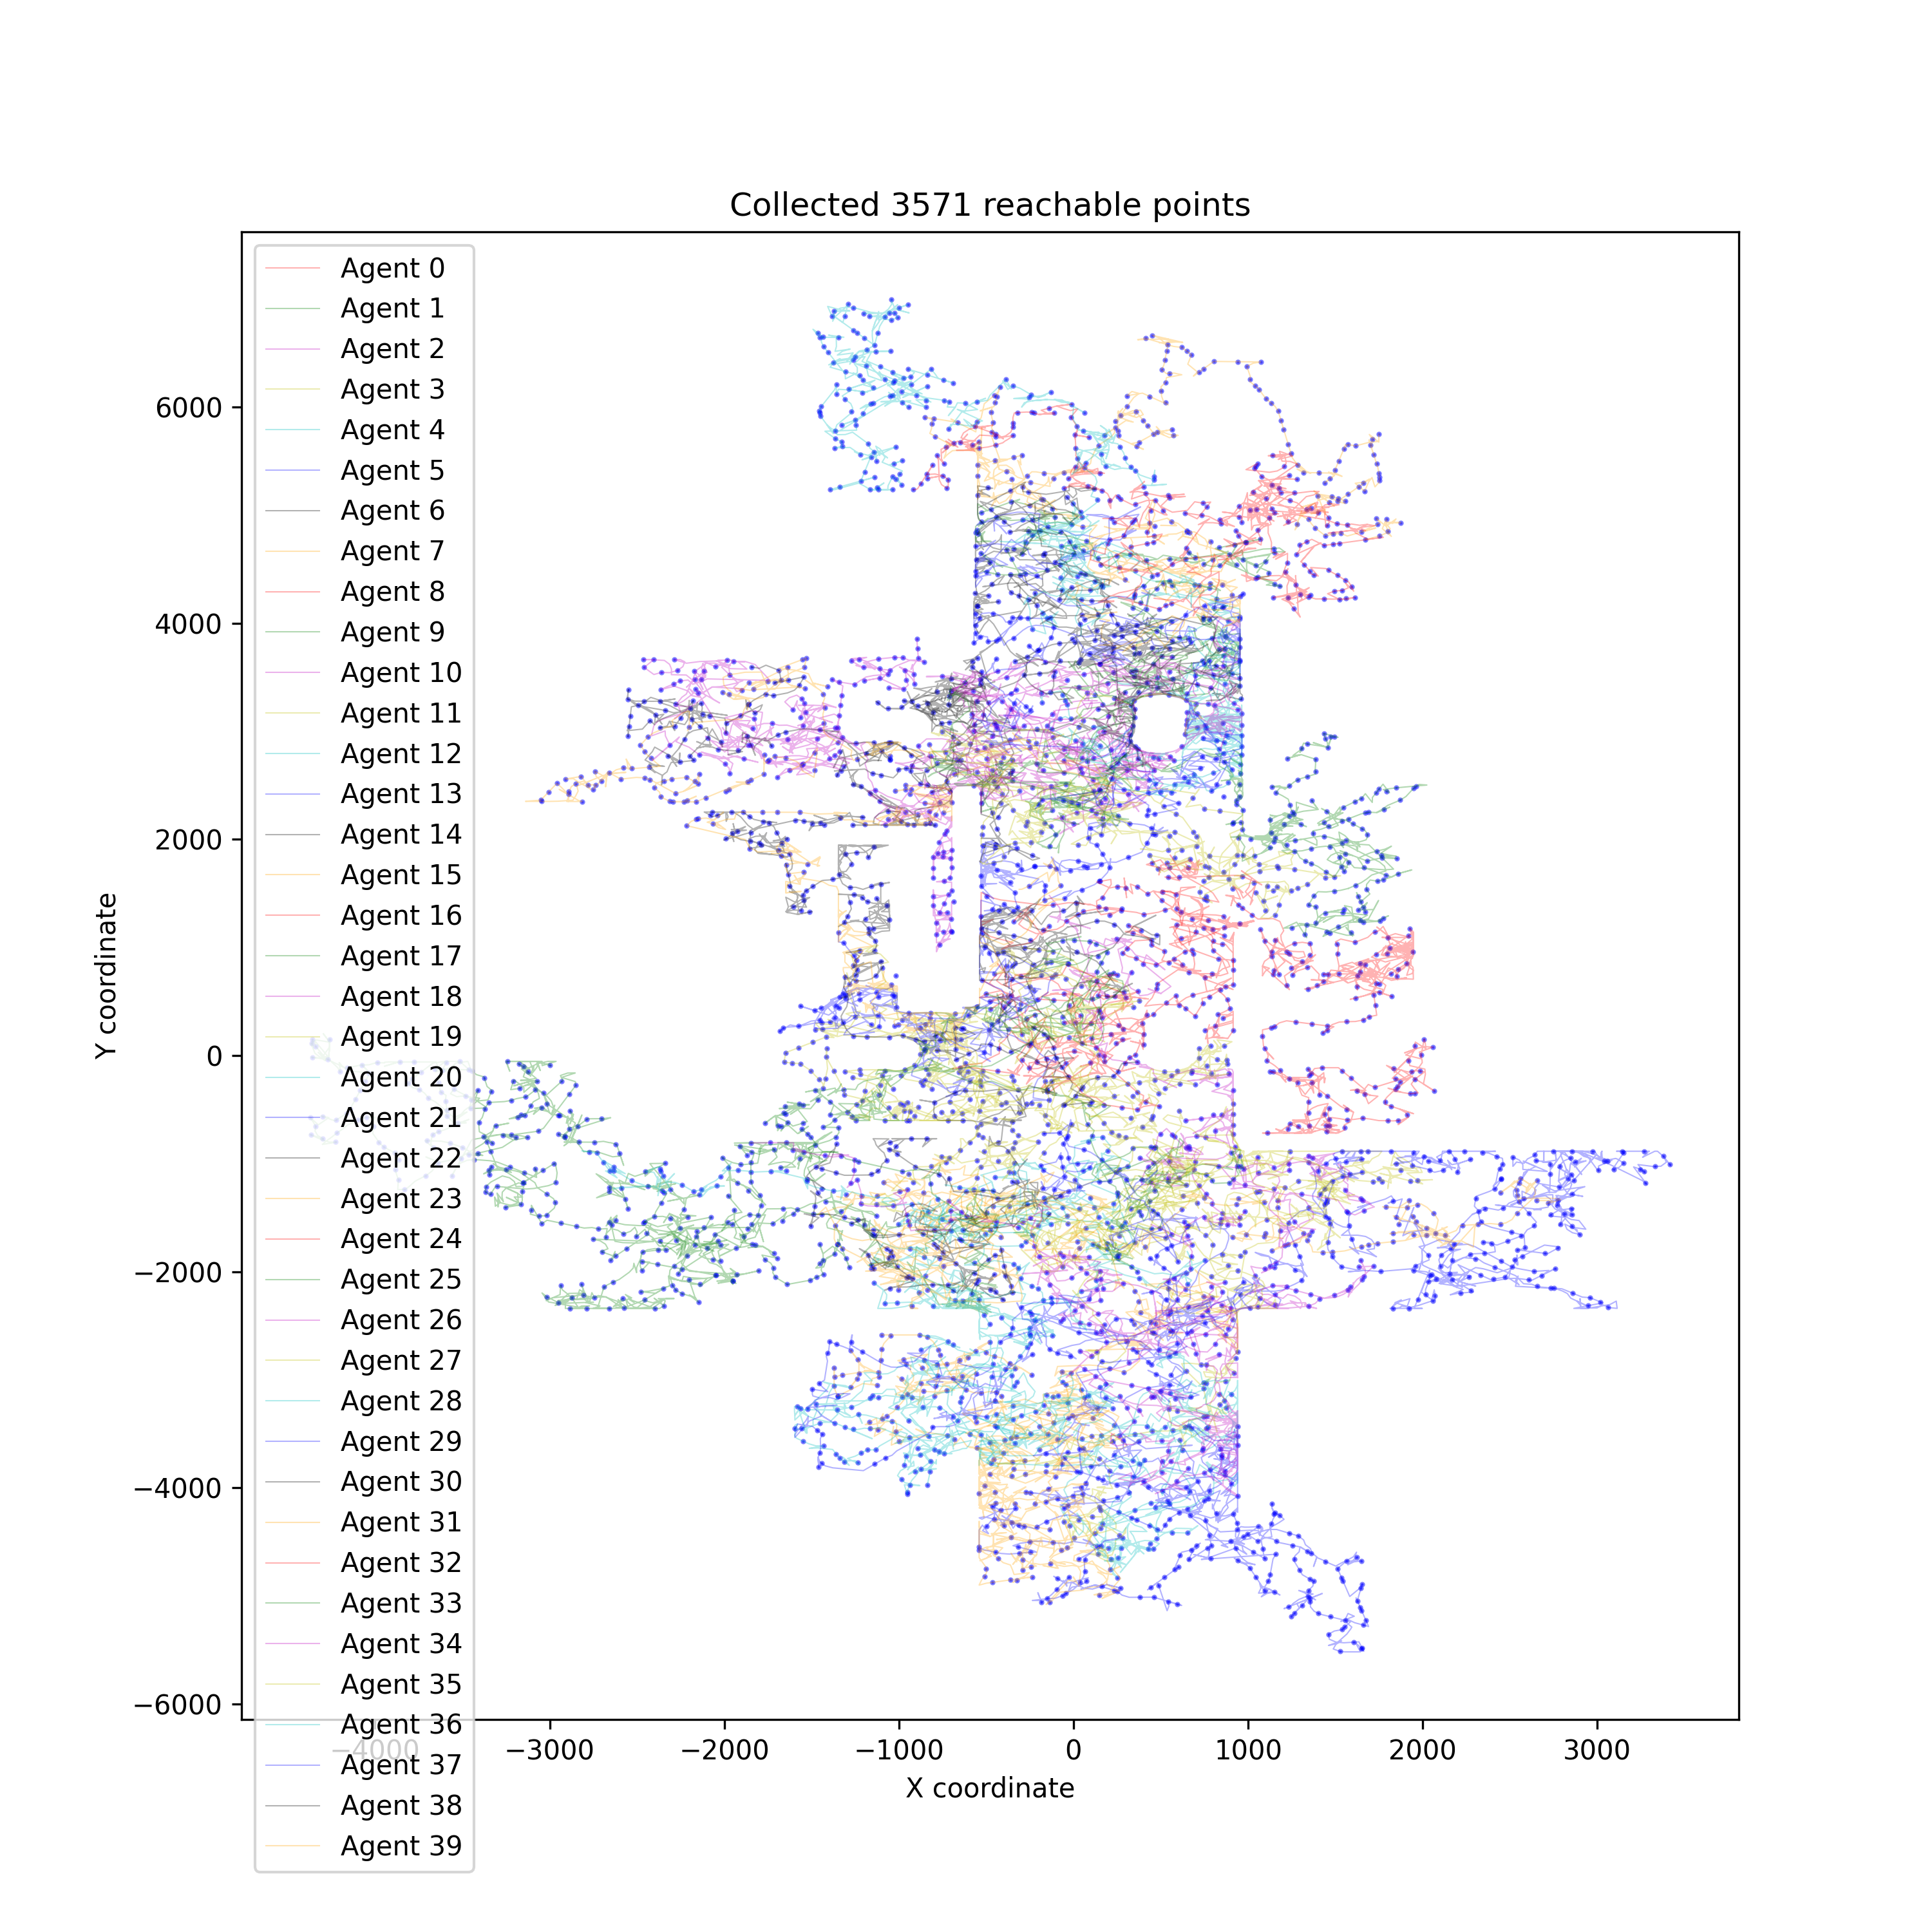 Collected 3571 reachable points
Agent 0
Agent 1
Agent 2
Agent 3
Agent 4
Agent 5
Agent 6
Agent 7
Agent 8
Agent 9
Agent 10
Agent 11
Agent 12
Agent 13
Agent 14
Agent 15
Agent 16
Agent 17
Agent 18
Agent 19
Agent 20
Agent 21
Agent 22
Agent 23
Agent 24
Agent 25
Agent 26
Agent 27
Agent 28
Agent 29
Agent 30
Agent 31
Agent 32
Agent 33
Agent 34
Agent 35
Agent 36
Agent 37
Agent 38
Agent 39
Y coordinate
6000
4000
2000
0
−2000
−4000
−6000
−4000
−3000
−2000
−1000
0
1000
2000
3000
X coordinate